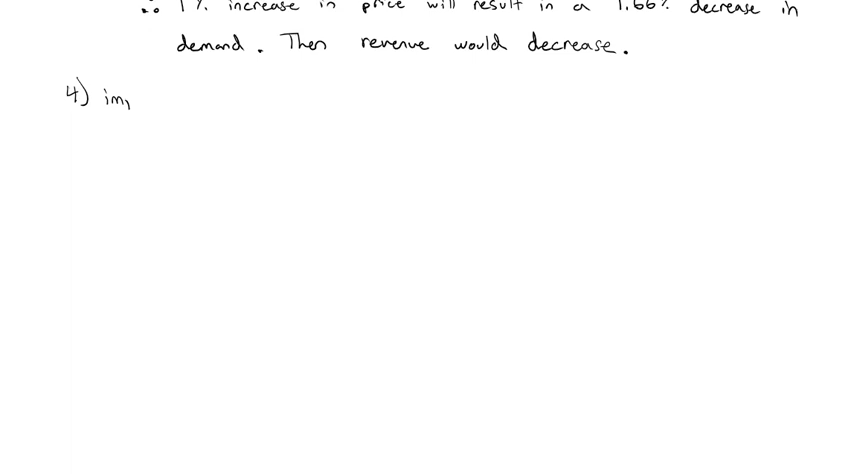 ∴ 1% increase in price will result in a 1.66% decrease in
demand. Then revenue would decrease.
4) im